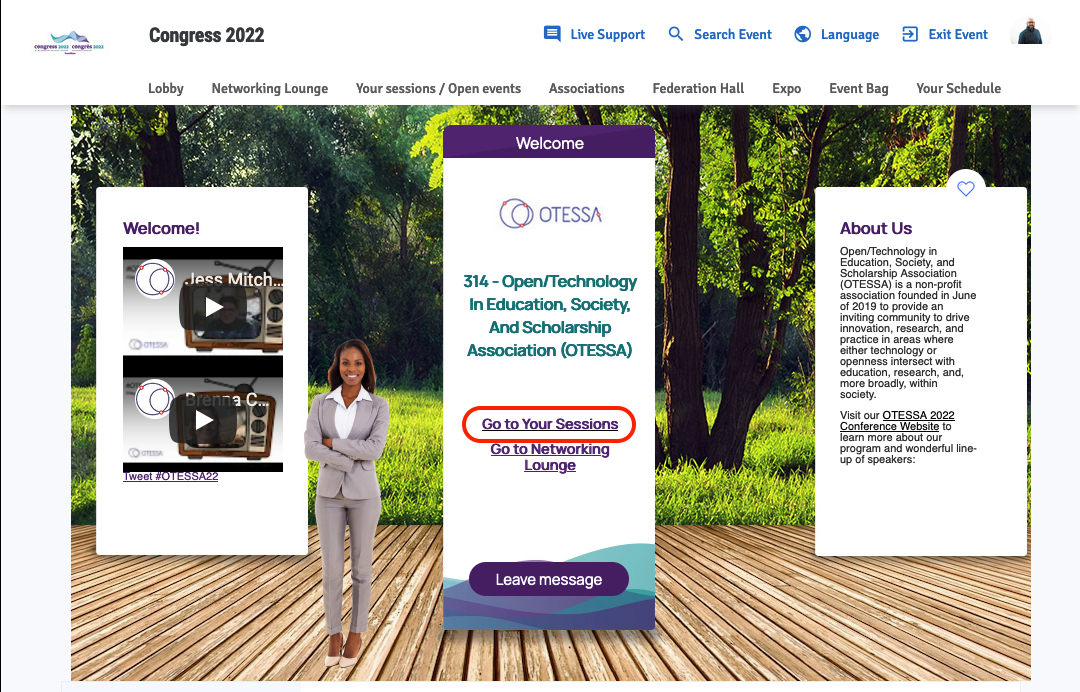 congress 2022 congrès 2022
Congress 2022
Live Support
Search Event
Language
Exit Event
Lobby
Networking Lounge
Your sessions / Open events
Associations
Federation Hall
Expo
Event Bag
Your Schedule
Welcome!
Jess Mitch...
OTESSA
Brenna C...
OTESSA
Tweet #OTESSA22
Welcome
OTESSA
314 - Open/Technology
In Education, Society,
And Scholarship
Association (OTESSA)
Go to Your Sessions
Go to Networking
Lounge
Leave message
About Us
Open/Technology in
Education, Society, and
Scholarship Association
(OTESSA) is a non-profit
association founded in June
of 2019 to provide an
inviting community to drive
innovation, research, and
practice in areas where
either technology or
openness intersect with
education, research, and,
more broadly, within
society.
Visit our OTESSA 2022
Conference Website to
learn more about our
program and wonderful line-
up of speakers: